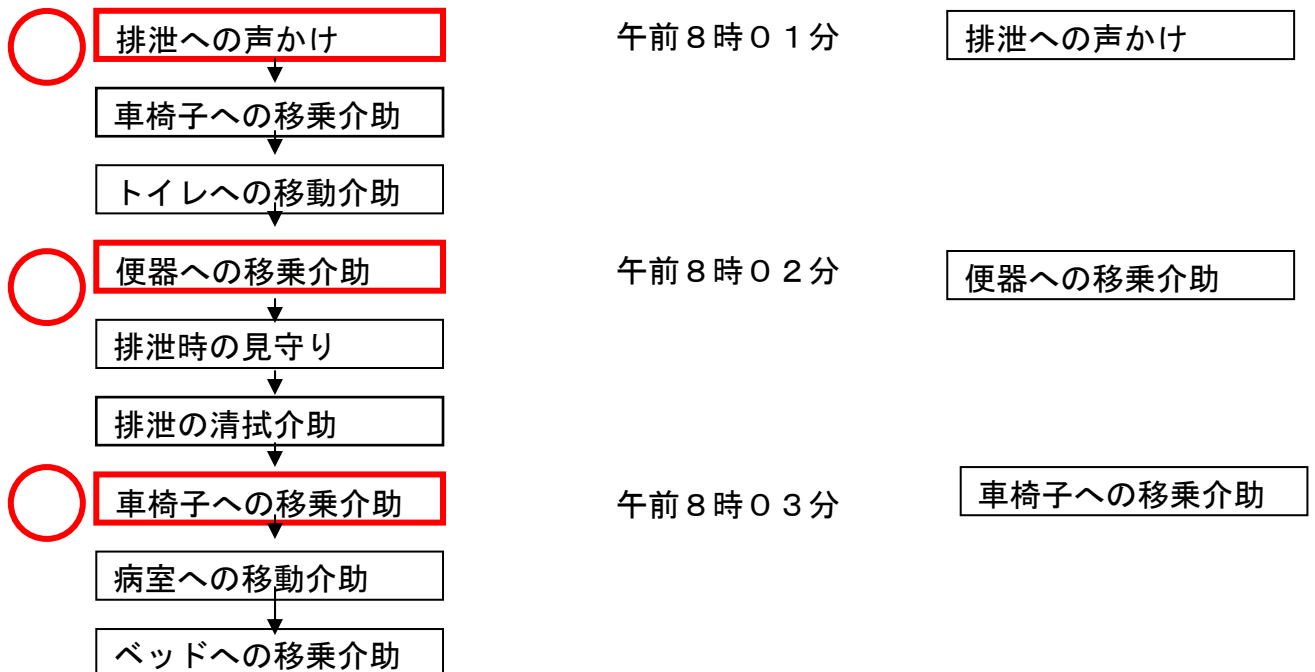 排泄への声かけ 午前８時０１分 排泄への声かけ
車椅子への移乗介助
トイレへの移動介助
便器への移乗介助 午前８時０２分 便器への移乗介助
排泄時の見守り
排泄の清拭介助
車椅子への移乗介助 午前８時０３分 車椅子への移乗介助
病室への移動介助
ベッドへの移乗介助